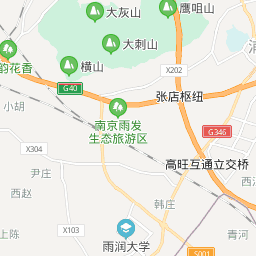 大灰山
鹰咀山
大刺山
韵花香
横山
X202
G40
张店枢纽
小胡
南京雨发
生态旅游区
G346
X304
高旺互通立交桥
尹庄
西赵
韩庄
X103
上陈
雨润大学
青河
S001